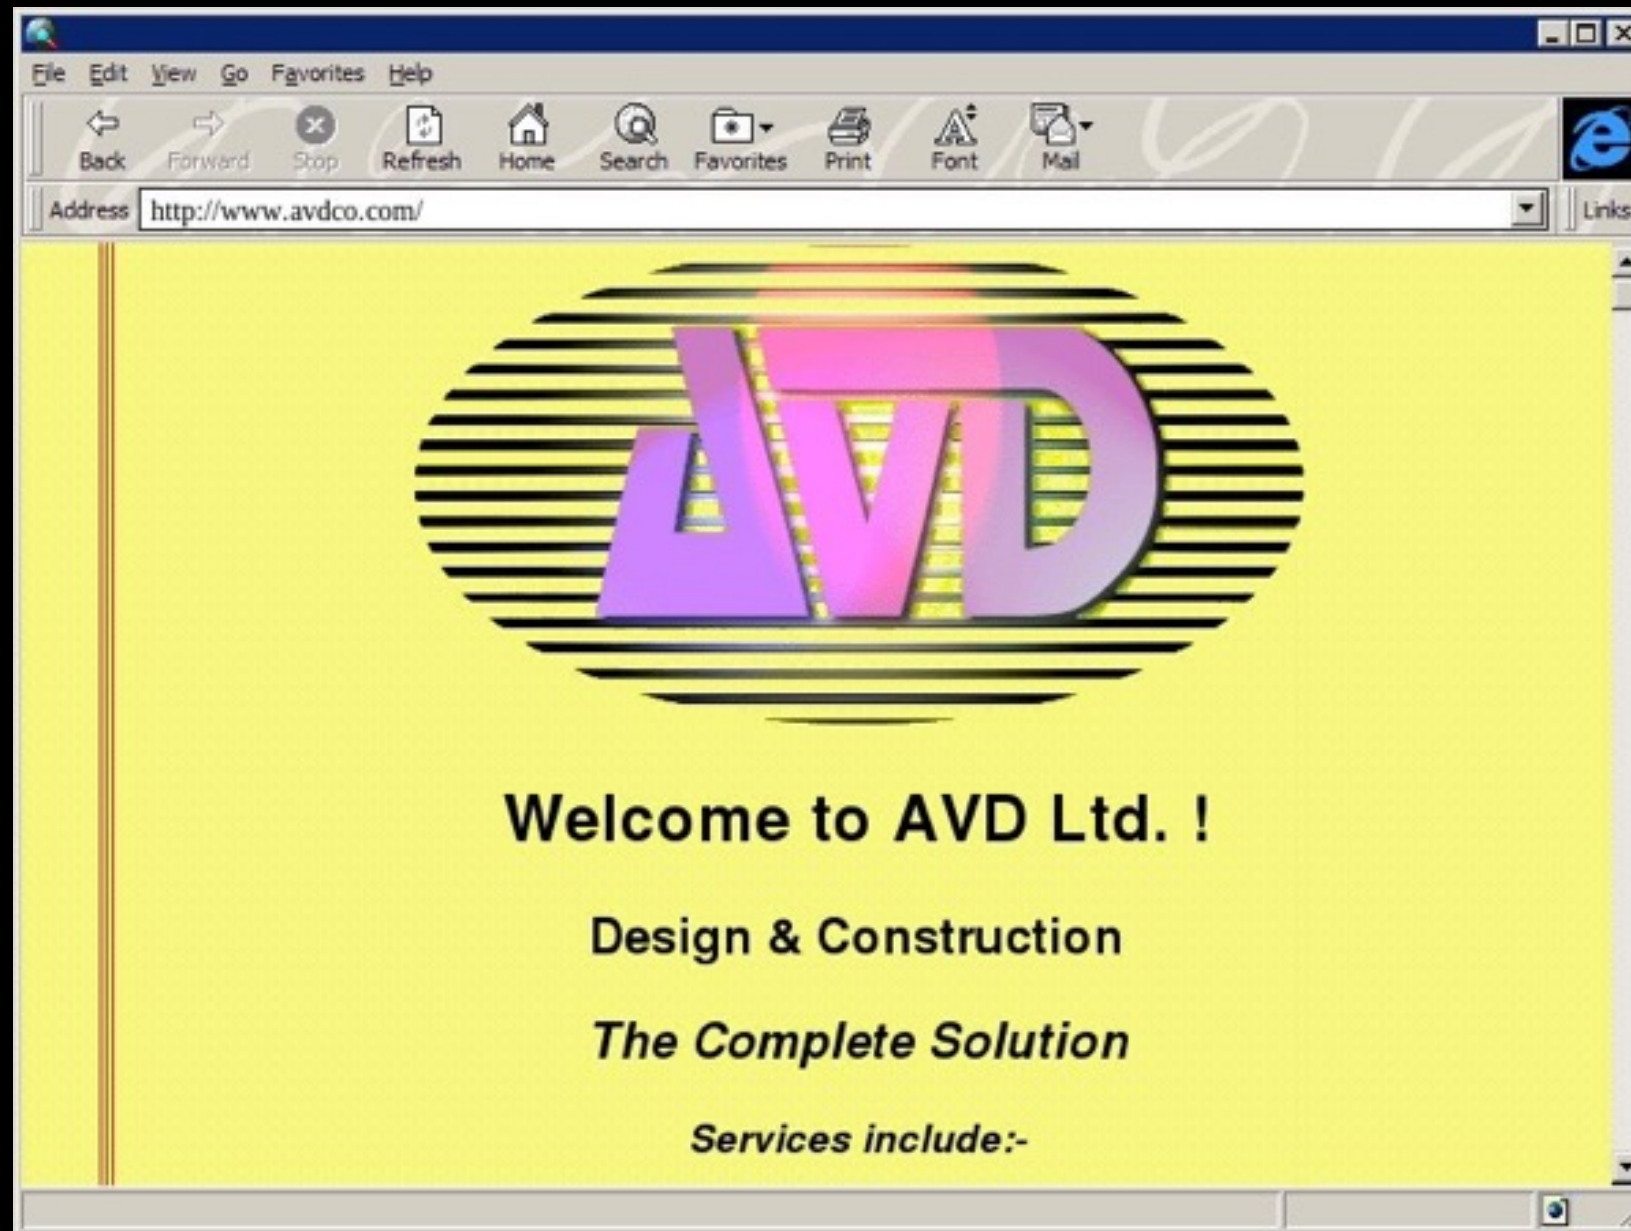 File Edit View Go Favorites Help
Back Forward Stop Refresh Home Search Favorites Print Font Mail
Address http://www.avdco.com/ Links
AVD
Welcome to AVD Ltd. !
Design & Construction
The Complete Solution
Services include:-